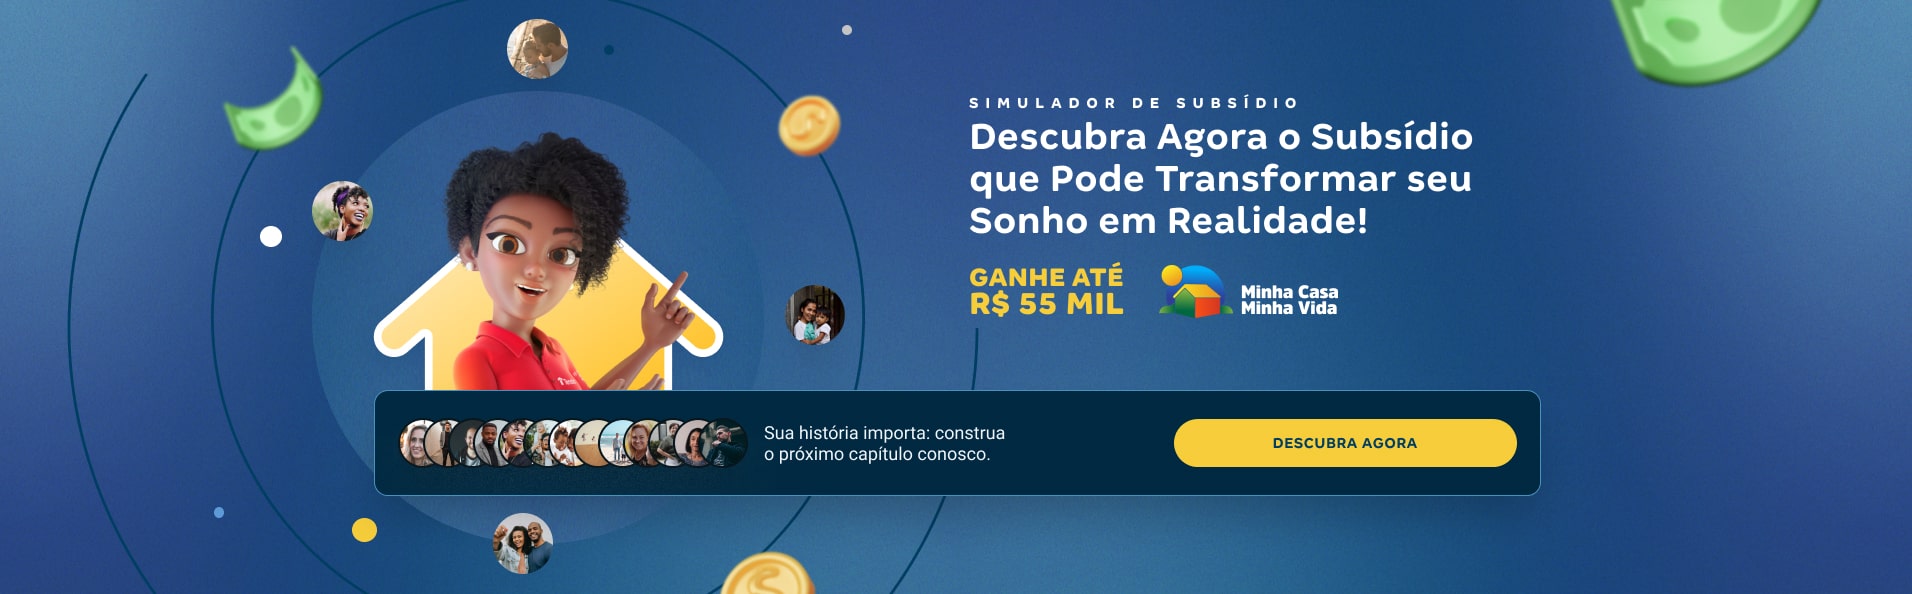 SIMULADOR DE SUBSÍDIO
Descubra Agora o Subsídio
que Pode Transformar seu
Sonho em Realidade!
GANHE ATÉ
R$ 55 MIL
Minha Casa
Minha Vida
Sua história importa: construa
o próximo capítulo conosco.
DESCUBRA AGORA